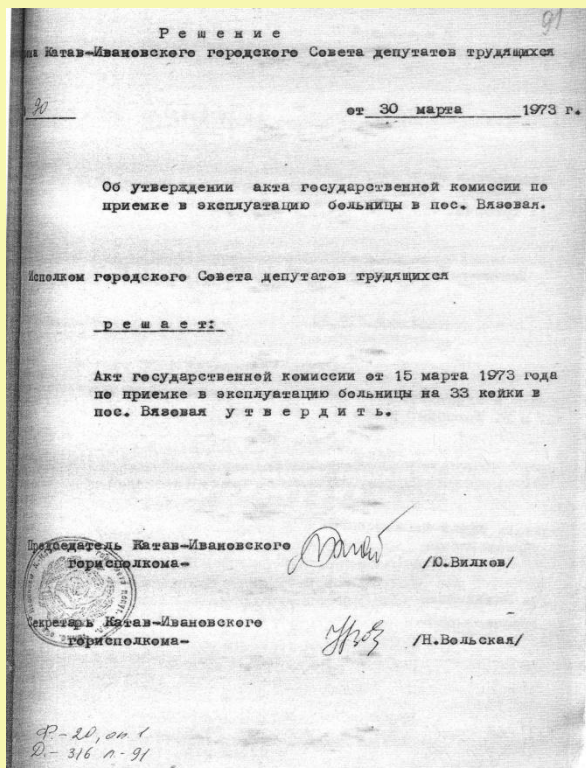 91
Решение
Катав-Ивановского городского Совета депутатов трудящихся
90 от 30 марта 1973 г.
Об утверждении акта государственной комиссии по
приемке в эксплуатацию больницы в пос. Вязовая.
Исполком городского Совета депутатов трудящихся
решает:
Акт государственной комиссии от 15 марта 1973 года
по приемке в эксплуатацию больницы на 33 койки в
пос. Вязовая утвердить.
Председатель Катав-Ивановского
горисполкома- /Ю.Вилков/
Секретарь Катав-Ивановского
горисполкома- /Н.Вольская/
Ф.-20, оп. 1
Д.- 316 л.- 91